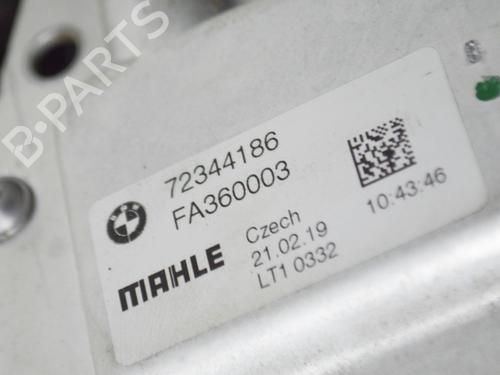 B-PARTS
72344186
FA360003
MAHLE
Czech
21.02.19
LT1 0332
10:43:46